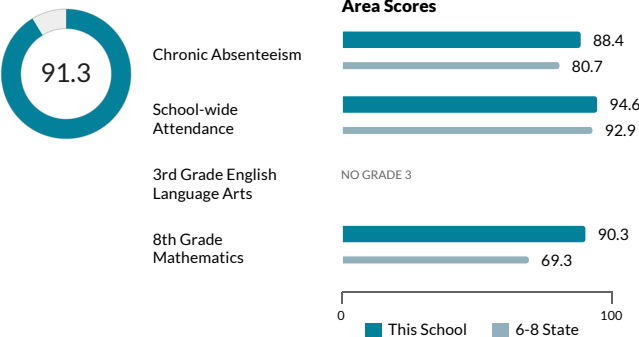 Area Scores
91.3
Chronic Absenteeism
88.4
80.7
School-wide
Attendance
94.6
92.9
3rd Grade English
Language Arts
NO GRADE 3
8th Grade
Mathematics
90.3
69.3
0
100
This School
6-8 State